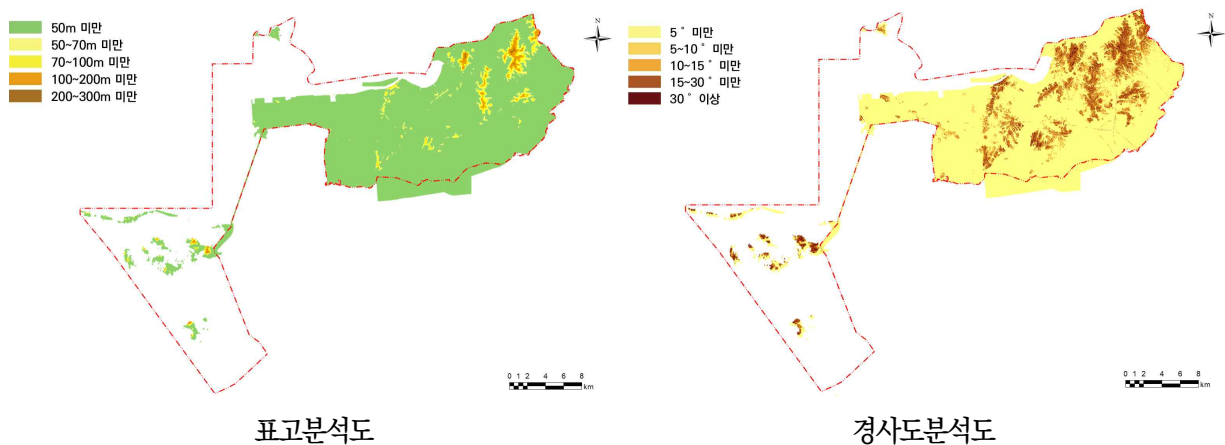 50m 미만
50~70m 미만
70~100m 미만
100~200m 미만
200~300m 미만
N
0 1 2 4 6 8
km
표고분석도
5 ° 미만
5~10 ° 미만
10~15 ° 미만
15~30 ° 미만
30 ° 이상
N
0 1 2 4 6 8
km
경사도분석도